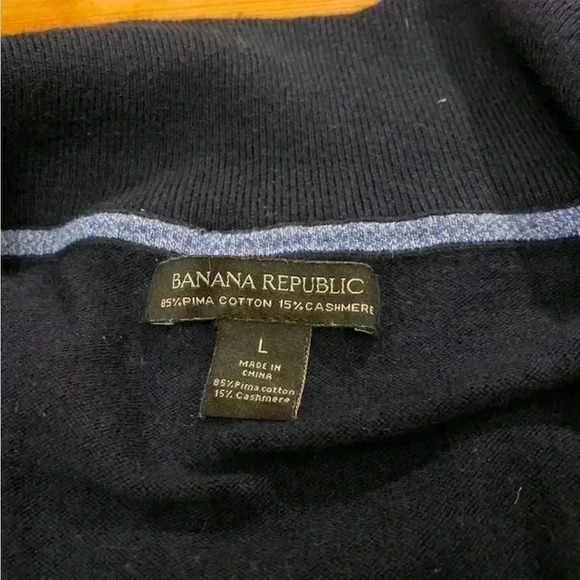 BANANA REPUBLIC
85% PIMA COTTON 15% CASHMERE
L
MADE IN
CHINA
85% Pima cotton
15% Cashmere